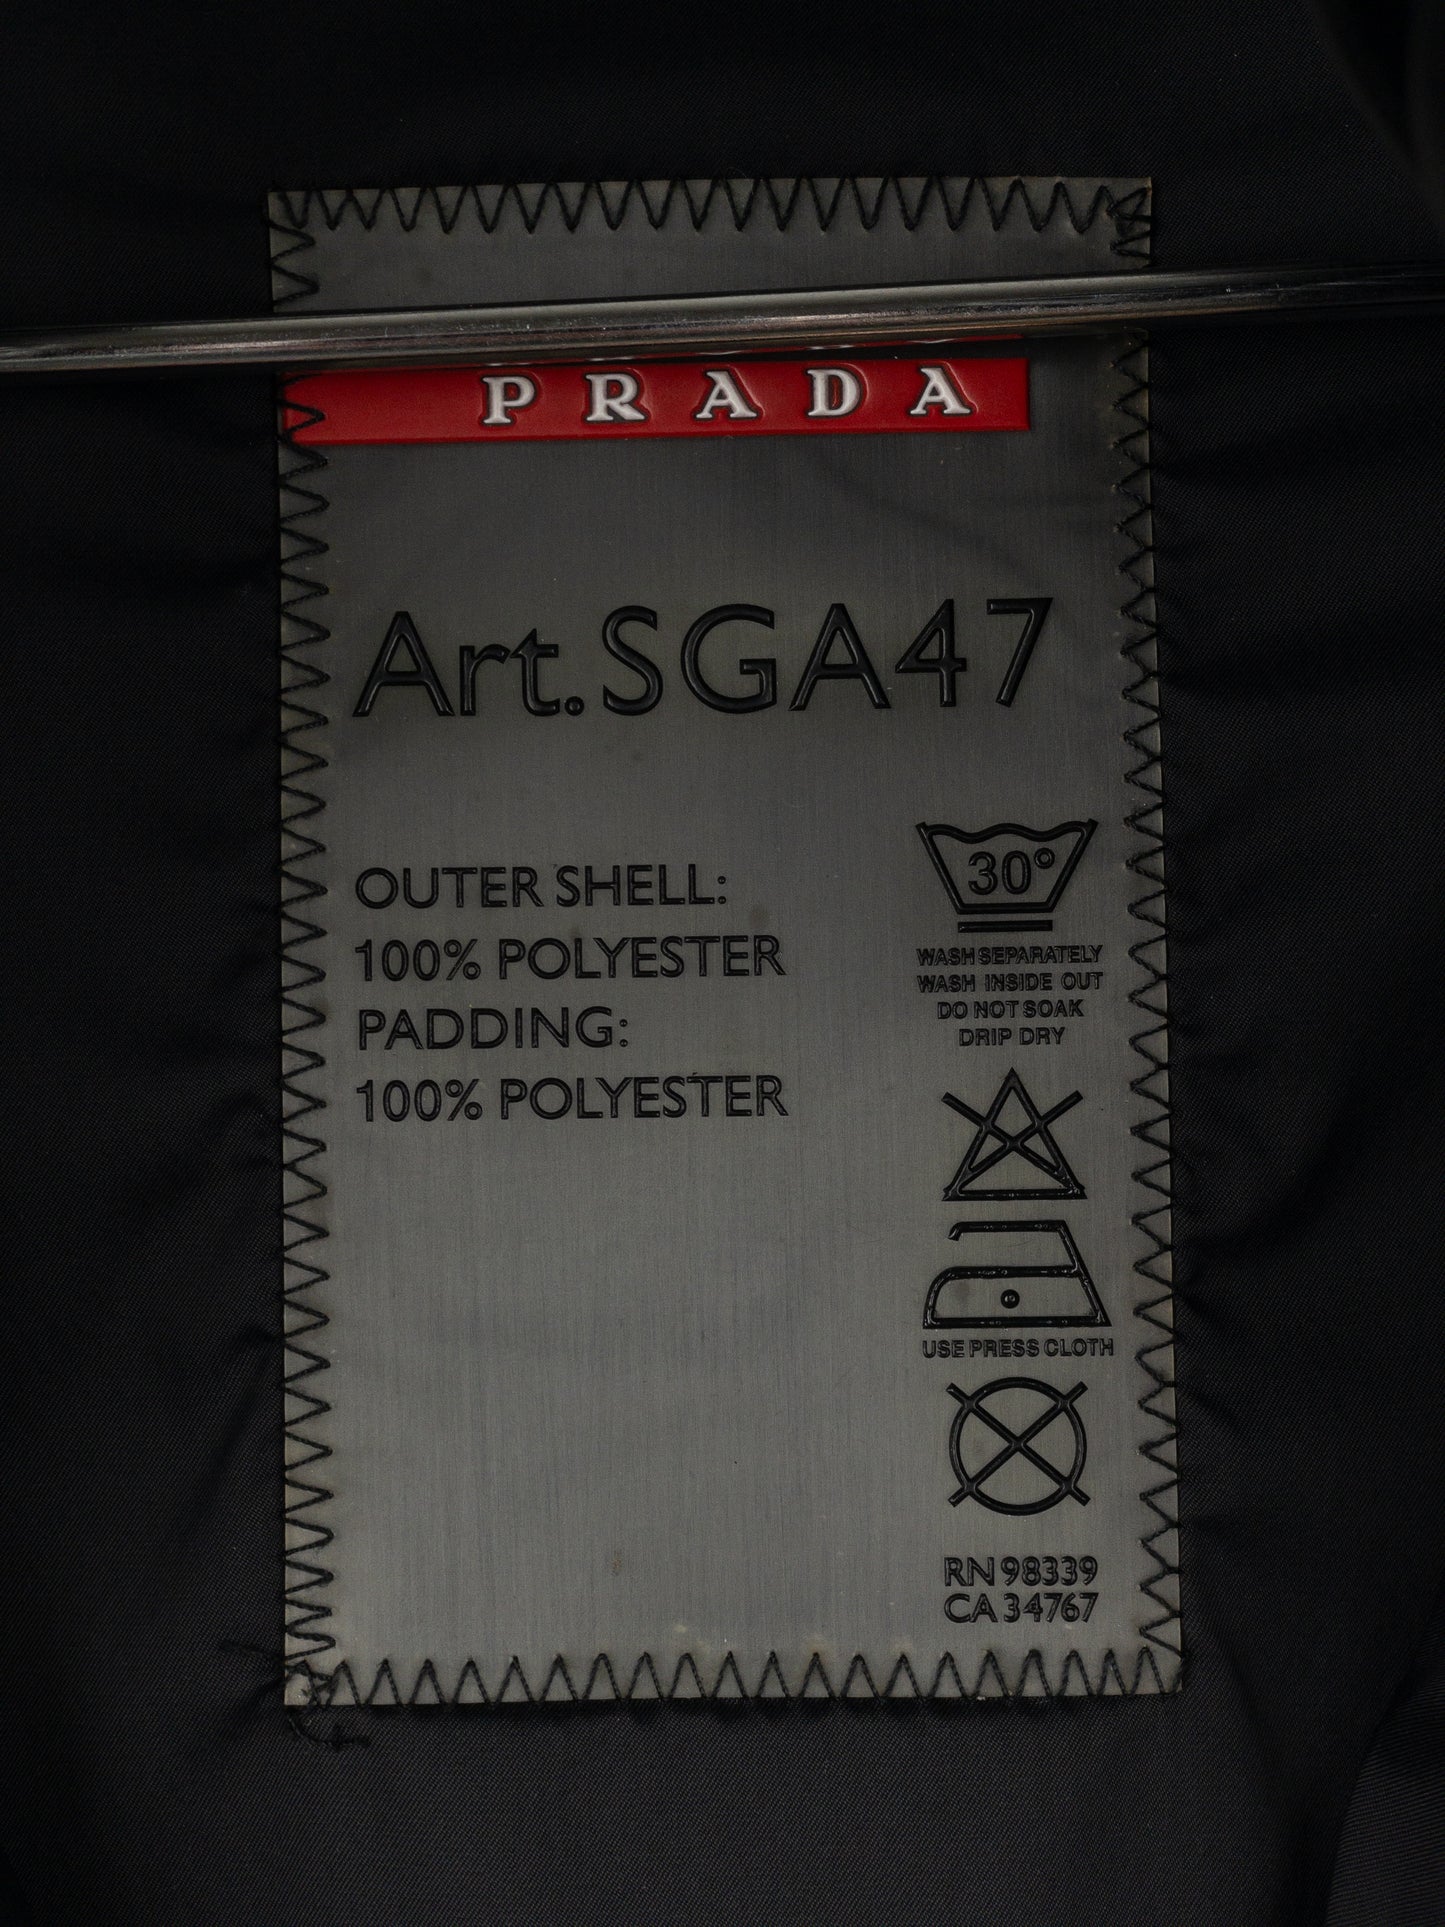 PRADA
Art.SGA47
OUTER SHELL:
100% POLYESTER
PADDING:
100% POLYESTER
30°
WASH SEPARATELY
WASH INSIDE OUT
DO NOT SOAK
DRIP DRY
USE PRESS CLOTH
RN 98339
CA 34767